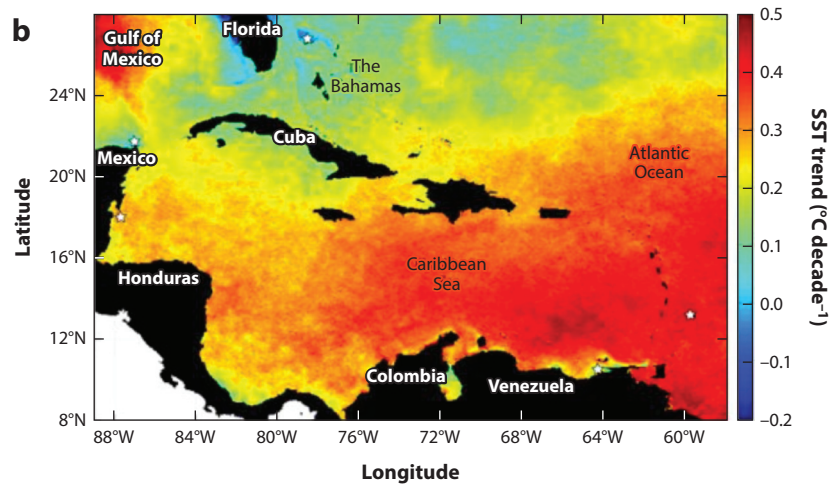 b
Gulf of
Mexico
Florida
The
Bahamas
Cuba
Mexico
Atlantic
Ocean
Honduras
Caribbean
Sea
Colombia
Venezuela
24°N
20°N
16°N
12°N
8°N
Latitude
88°W 84°W 80°W 76°W 72°W 68°W 64°W 60°W
Longitude
0.5
0.4
0.3
0.2
0.1
0.0
−0.1
−0.2
SST trend (°C decade⁻¹)